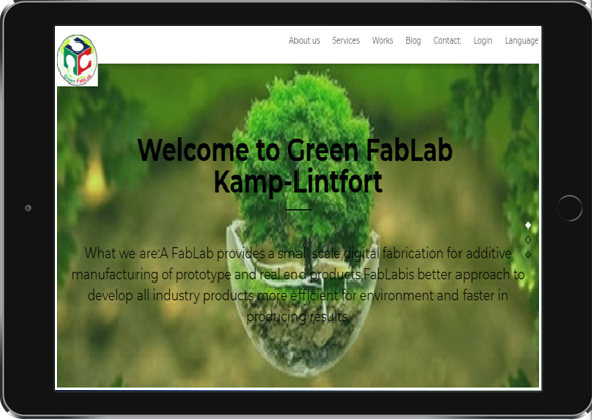 Green FabLab
About us Services Works Blog Contact Login Language
Welcome to Green FabLab
Kamp-Lintfort
What we are:A FabLab provides a small scale digital fabrication for additive
manufacturing of prototype and real end products.FabLabis better approach to
develop all industry products more efficient for environment and faster in
producing results.